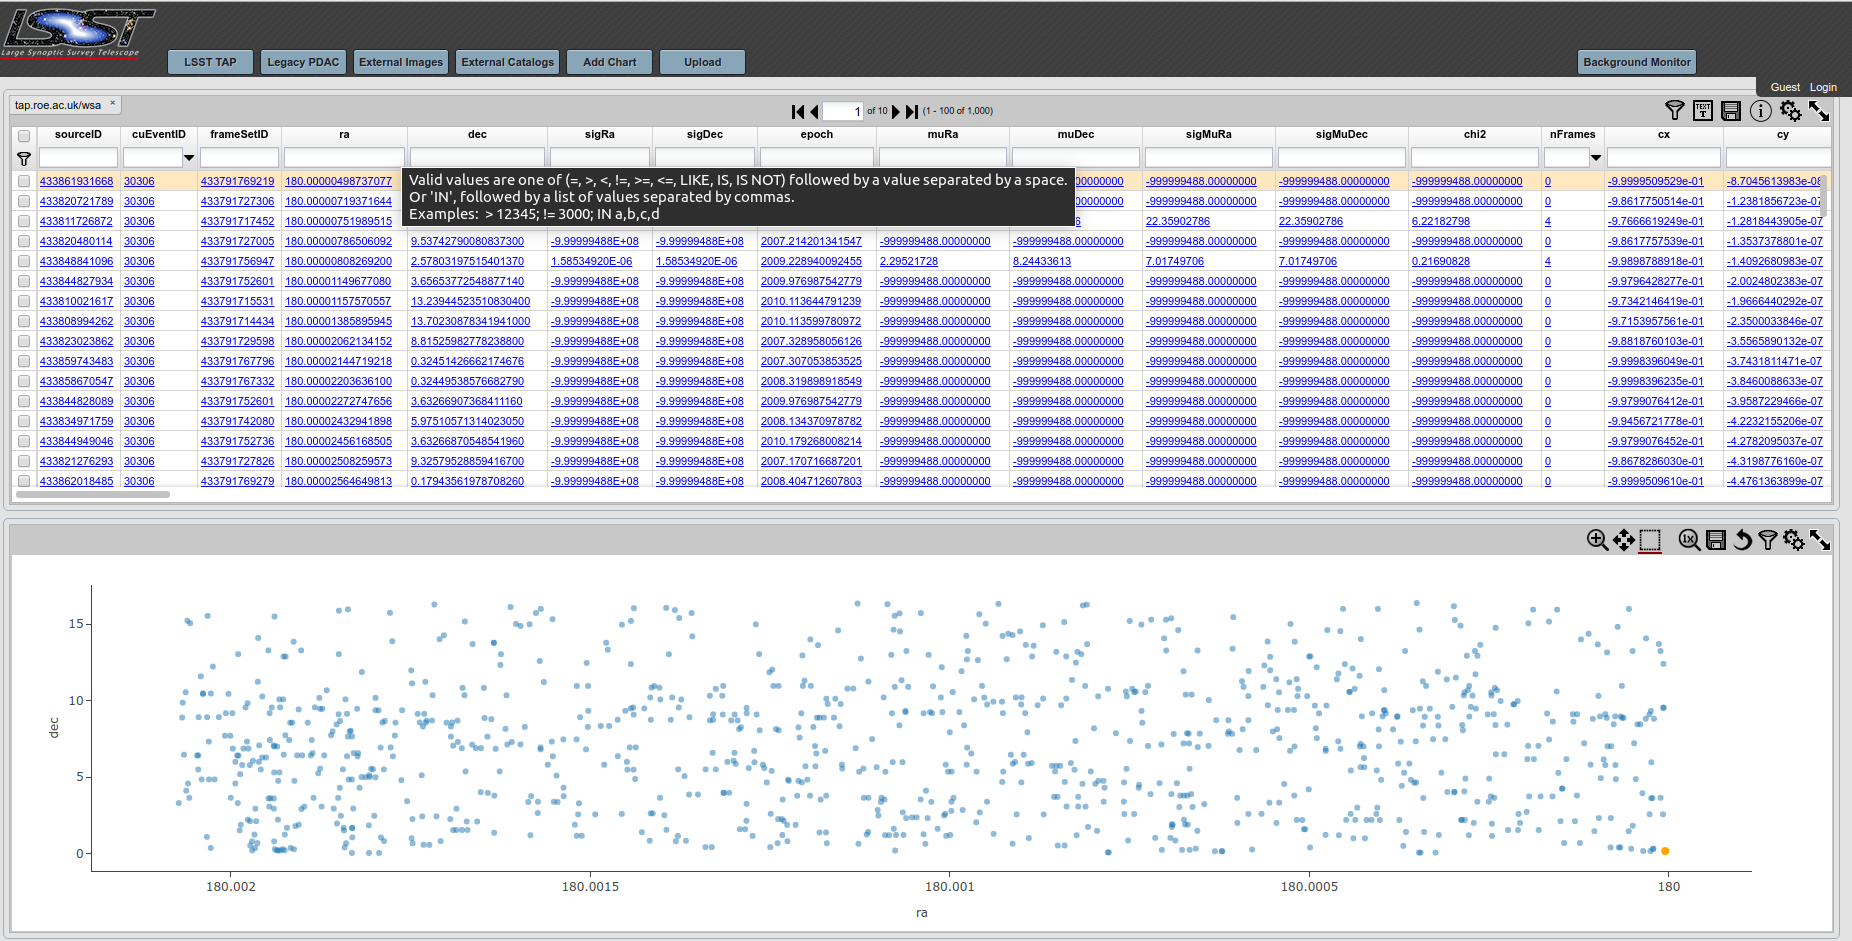 LSST
Large Synoptic Survey Telescope
LSST TAP Legacy PDAC External Images External Catalogs Add Chart Upload Background Monitor
Guest Login
tap.roe.ac.uk/wsa × 1 of 10 (1 - 100 of 1,000) TEXT
sourceID cuEventID frameSetID ra dec sigRa sigDec epoch muRa muDec sigMuRa sigMuDec chi2 nFrames cx cy
Valid values are one of (=, >, <, !=, >=, <=, LIKE, IS, IS NOT) followed by a value separated by a space.
Or 'IN', followed by a list of values separated by commas.
Examples: > 12345; != 3000; IN a,b,c,d
433861931668 30306 433791769219 180.00000498737077 00000000 -999999488.00000000 -999999488.00000000 -999999488.00000000 0 -9.9999509529e-01 -8.7045613983e-08
433820721789 30306 433791727306 180.00000719371644 00000000 -999999488.00000000 -999999488.00000000 -999999488.00000000 0 -9.8617750514e-01 -1.2381856723e-07
433811726872 30306 433791717452 180.00000751989515 6 22.35902786 22.35902786 6.22182798 4 -9.7666619249e-01 -1.2818443905e-07
433820480114 30306 433791727005 180.00000786506092 9.53742790080837300 -9.99999488E+08 -9.99999488E+08 2007.214201341547 -999999488.00000000 -999999488.00000000 -999999488.00000000 -999999488.00000000 -999999488.00000000 0 -9.8617757539e-01 -1.3537378801e-07
433848841096 30306 433791756947 180.00000808269200 2.57803197515401370 1.58534920E-06 1.58534920E-06 2009.228940092455 2.29521728 8.24433613 7.01749706 7.01749706 0.21690828 4 -9.9898788918e-01 -1.4092680983e-07
433844827934 30306 433791752601 180.00001149677080 3.65653772548877140 -9.99999488E+08 -9.99999488E+08 2009.976987542779 -999999488.00000000 -999999488.00000000 -999999488.00000000 -999999488.00000000 -999999488.00000000 0 -9.9796428277e-01 -2.0024802383e-07
433810021617 30306 433791715531 180.00001157570557 13.23944523510830400 -9.99999488E+08 -9.99999488E+08 2010.113644791239 -999999488.00000000 -999999488.00000000 -999999488.00000000 -999999488.00000000 -999999488.00000000 0 -9.7342146419e-01 -1.9666440292e-07
433808994262 30306 433791714434 180.00001385895945 13.70230878341941000 -9.99999488E+08 -9.99999488E+08 2010.113599780972 -999999488.00000000 -999999488.00000000 -999999488.00000000 -999999488.00000000 -999999488.00000000 0 -9.7153957561e-01 -2.3500033846e-07
433823023862 30306 433791729598 180.00002062134152 8.81525982778238800 -9.99999488E+08 -9.99999488E+08 2007.328958056126 -999999488.00000000 -999999488.00000000 -999999488.00000000 -999999488.00000000 -999999488.00000000 0 -9.8818760103e-01 -3.5565890132e-07
433859743483 30306 433791767796 180.00002144719218 0.32451426662174676 -9.99999488E+08 -9.99999488E+08 2007.307053853525 -999999488.00000000 -999999488.00000000 -999999488.00000000 -999999488.00000000 -999999488.00000000 0 -9.9998396049e-01 -3.7431811471e-07
433858670547 30306 433791767332 180.00002203636100 0.32449538576682790 -9.99999488E+08 -9.99999488E+08 2008.319898918549 -999999488.00000000 -999999488.00000000 -999999488.00000000 -999999488.00000000 -999999488.00000000 0 -9.9998396235e-01 -3.8460088633e-07
433844828089 30306 433791752601 180.00002272747656 3.63266907368411160 -9.99999488E+08 -9.99999488E+08 2009.976987542779 -999999488.00000000 -999999488.00000000 -999999488.00000000 -999999488.00000000 -999999488.00000000 0 -9.9799076412e-01 -3.9587229466e-07
433834971759 30306 433791742080 180.00002432941898 5.97510571314023050 -9.99999488E+08 -9.99999488E+08 2008.134370978782 -999999488.00000000 -999999488.00000000 -999999488.00000000 -999999488.00000000 -999999488.00000000 0 -9.9456721778e-01 -4.2232155206e-07
433844949046 30306 433791752736 180.00002456168505 3.63266870548541960 -9.99999488E+08 -9.99999488E+08 2010.179268008214 -999999488.00000000 -999999488.00000000 -999999488.00000000 -999999488.00000000 -999999488.00000000 0 -9.9799076452e-01 -4.2782095037e-07
433821276293 30306 433791727826 180.00002508259573 9.32579528859416700 -9.99999488E+08 -9.99999488E+08 2007.170716687201 -999999488.00000000 -999999488.00000000 -999999488.00000000 -999999488.00000000 -999999488.00000000 0 -9.8678286030e-01 -4.3198776160e-07
433862018485 30306 433791769279 180.00002564649813 0.17943561978708260 -9.99999488E+08 -9.99999488E+08 2008.404712607803 -999999488.00000000 -999999488.00000000 -999999488.00000000 -999999488.00000000 -999999488.00000000 0 -9.9999509610e-01 -4.4761363899e-07
1x
dec
15
10
5
0
180.002 180.0015 180.001 180.0005 180
ra